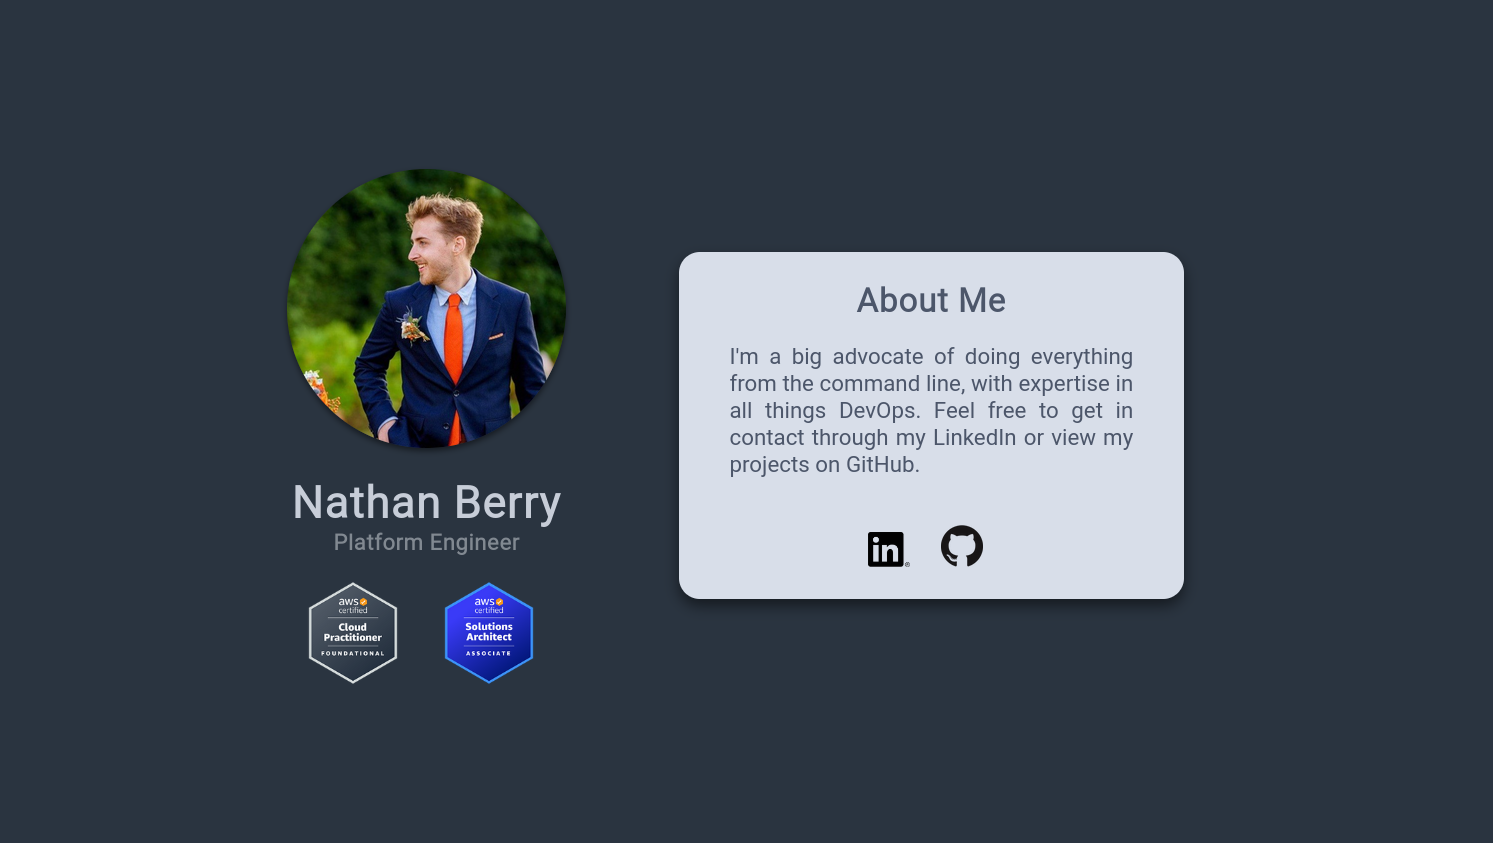 Nathan Berry
Platform Engineer
aws
certified
Cloud
Practitioner
FOUNDATIONAL
aws
certified
Solutions
Architect
ASSOCIATE
About Me
I'm a big advocate of doing everything
from the command line, with expertise in
all things DevOps. Feel free to get in
contact through my LinkedIn or view my
projects on GitHub.
in®